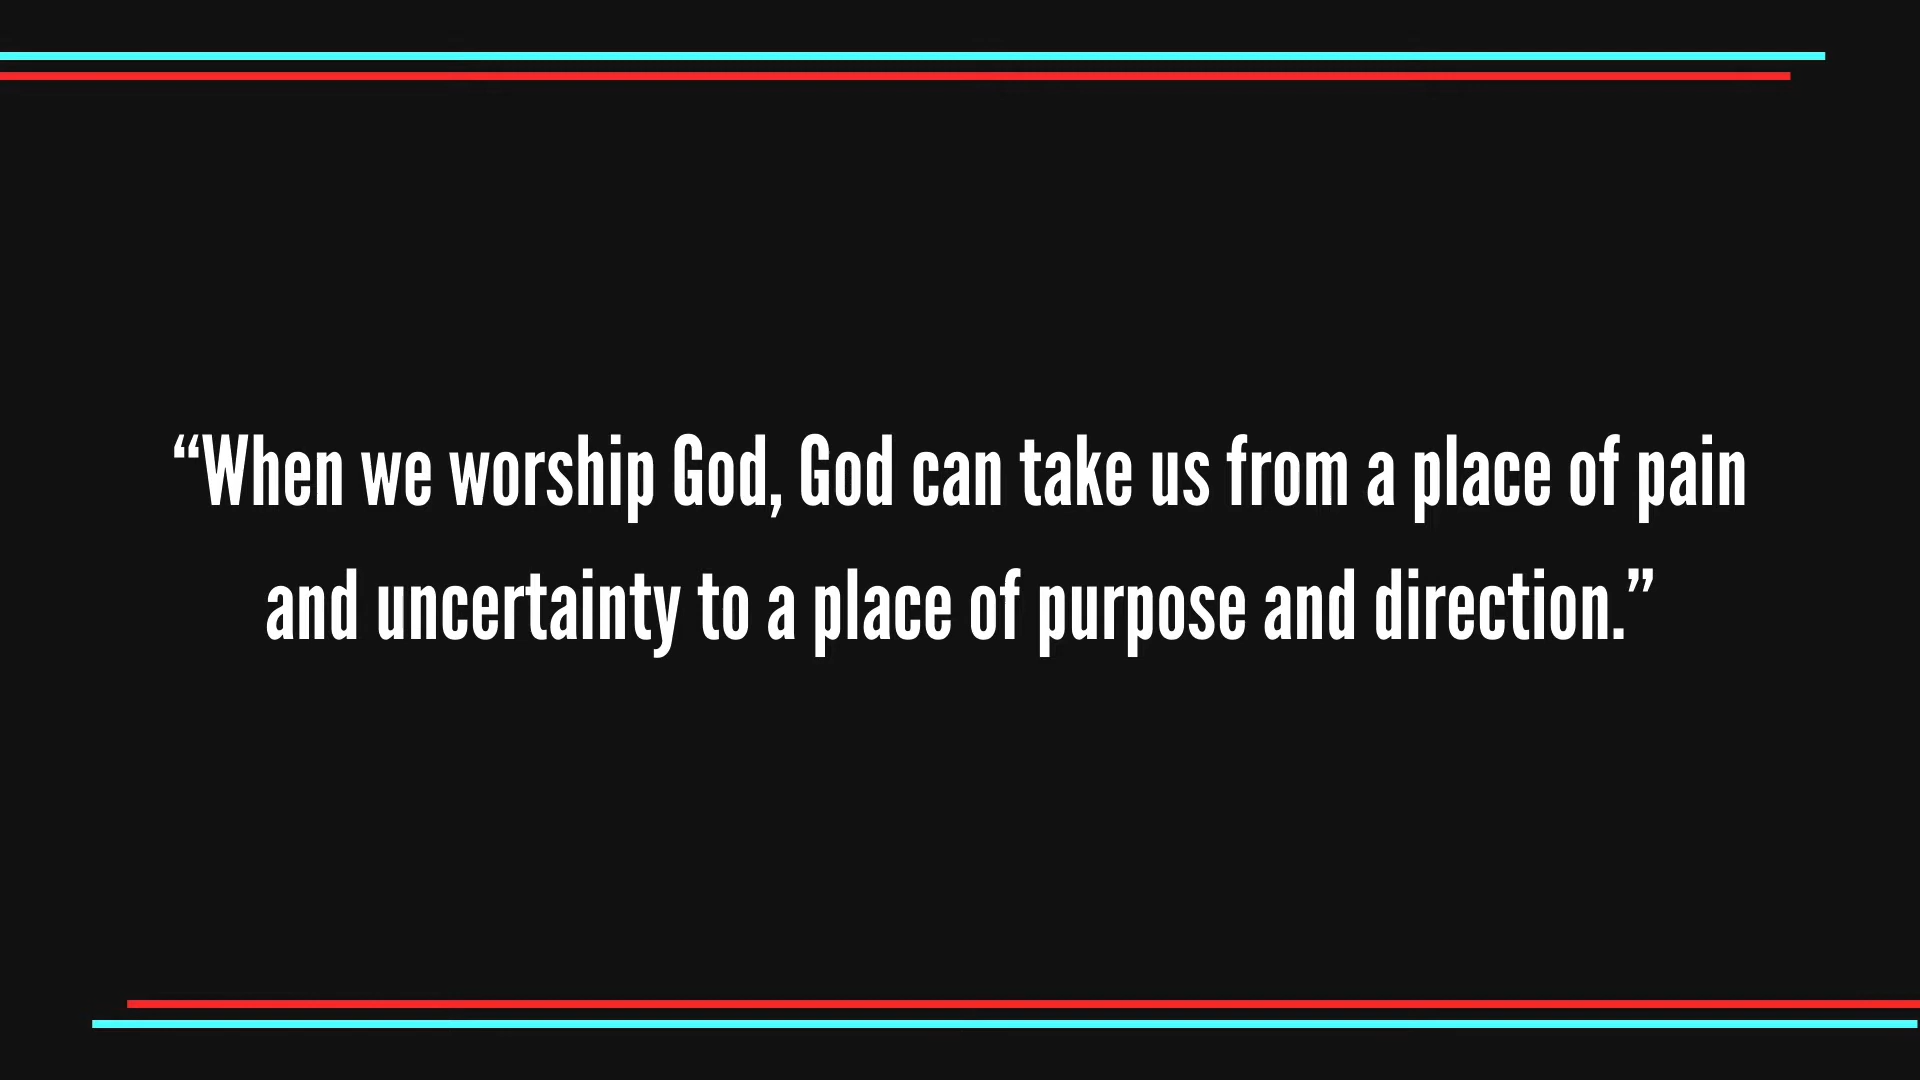 “When we worship God, God can take us from a place of pain
and uncertainty to a place of purpose and direction.”